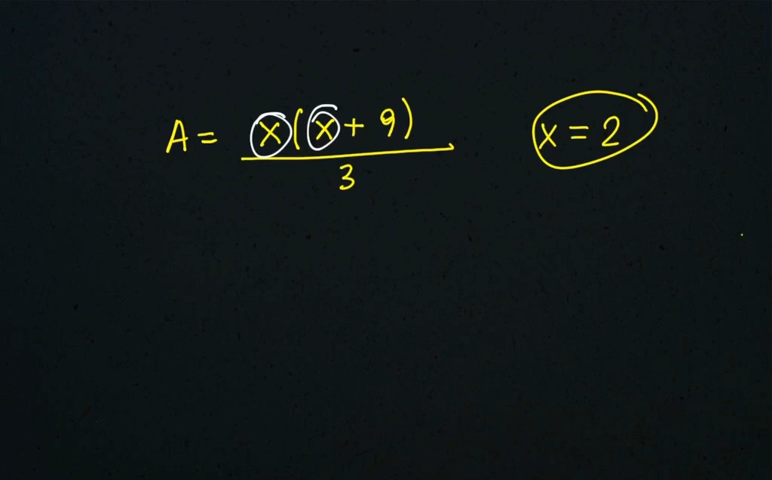 A = x(x + 9) x = 2
3